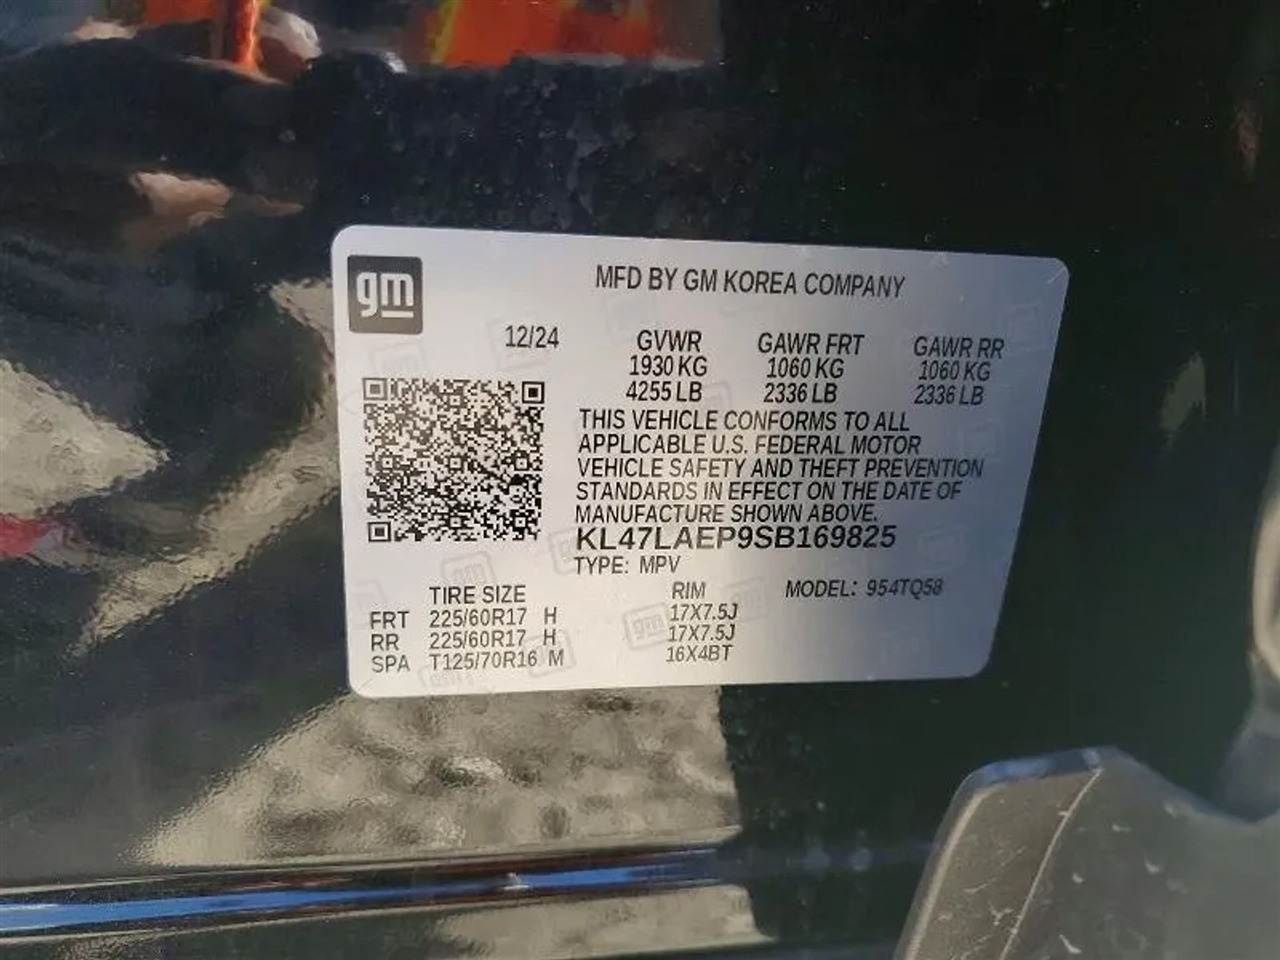 gm
MFD BY GM KOREA COMPANY
12/24 GVWR GAWR FRT GAWR RR
1930 KG 1060 KG 1060 KG
4255 LB 2336 LB 2336 LB
THIS VEHICLE CONFORMS TO ALL
APPLICABLE U.S. FEDERAL MOTOR
VEHICLE SAFETY AND THEFT PREVENTION
STANDARDS IN EFFECT ON THE DATE OF
MANUFACTURE SHOWN ABOVE.
KL47LAEP9SB169825
TYPE: MPV
TIRE SIZE RIM MODEL: 954TQ58
FRT 225/60R17 H 17X7.5J
RR 225/60R17 H 17X7.5J
SPA T125/70R16 M 16X4BT